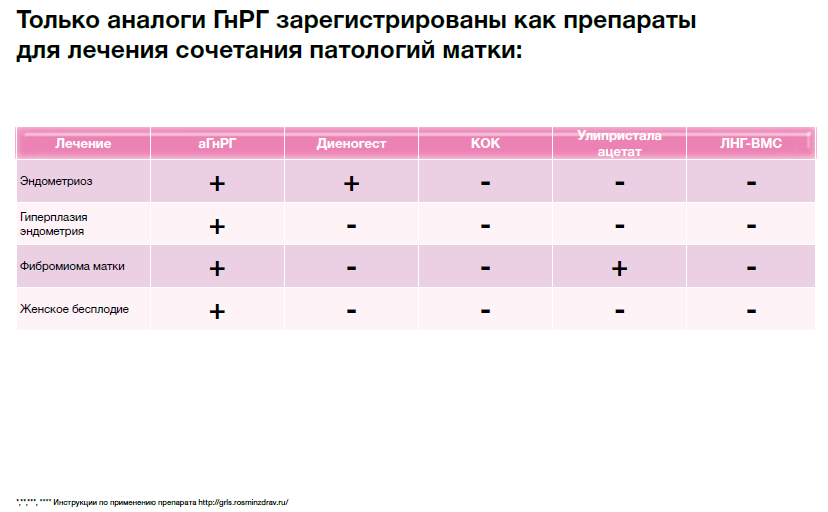 Только аналоги ГнРГ зарегистрированы как препараты
для лечения сочетания патологий матки:
Лечение аГнРГ Диеногест КОК Улипристала ацетат ЛНГ-ВМС
Эндометриоз + + - - -
Гиперплазия эндометрия + - - - -
Фибромиома матки + - - + -
Женское бесплодие + - - - -
*,**,***, **** Инструкции по применению препарата http://grls.rosminzdrav.ru/